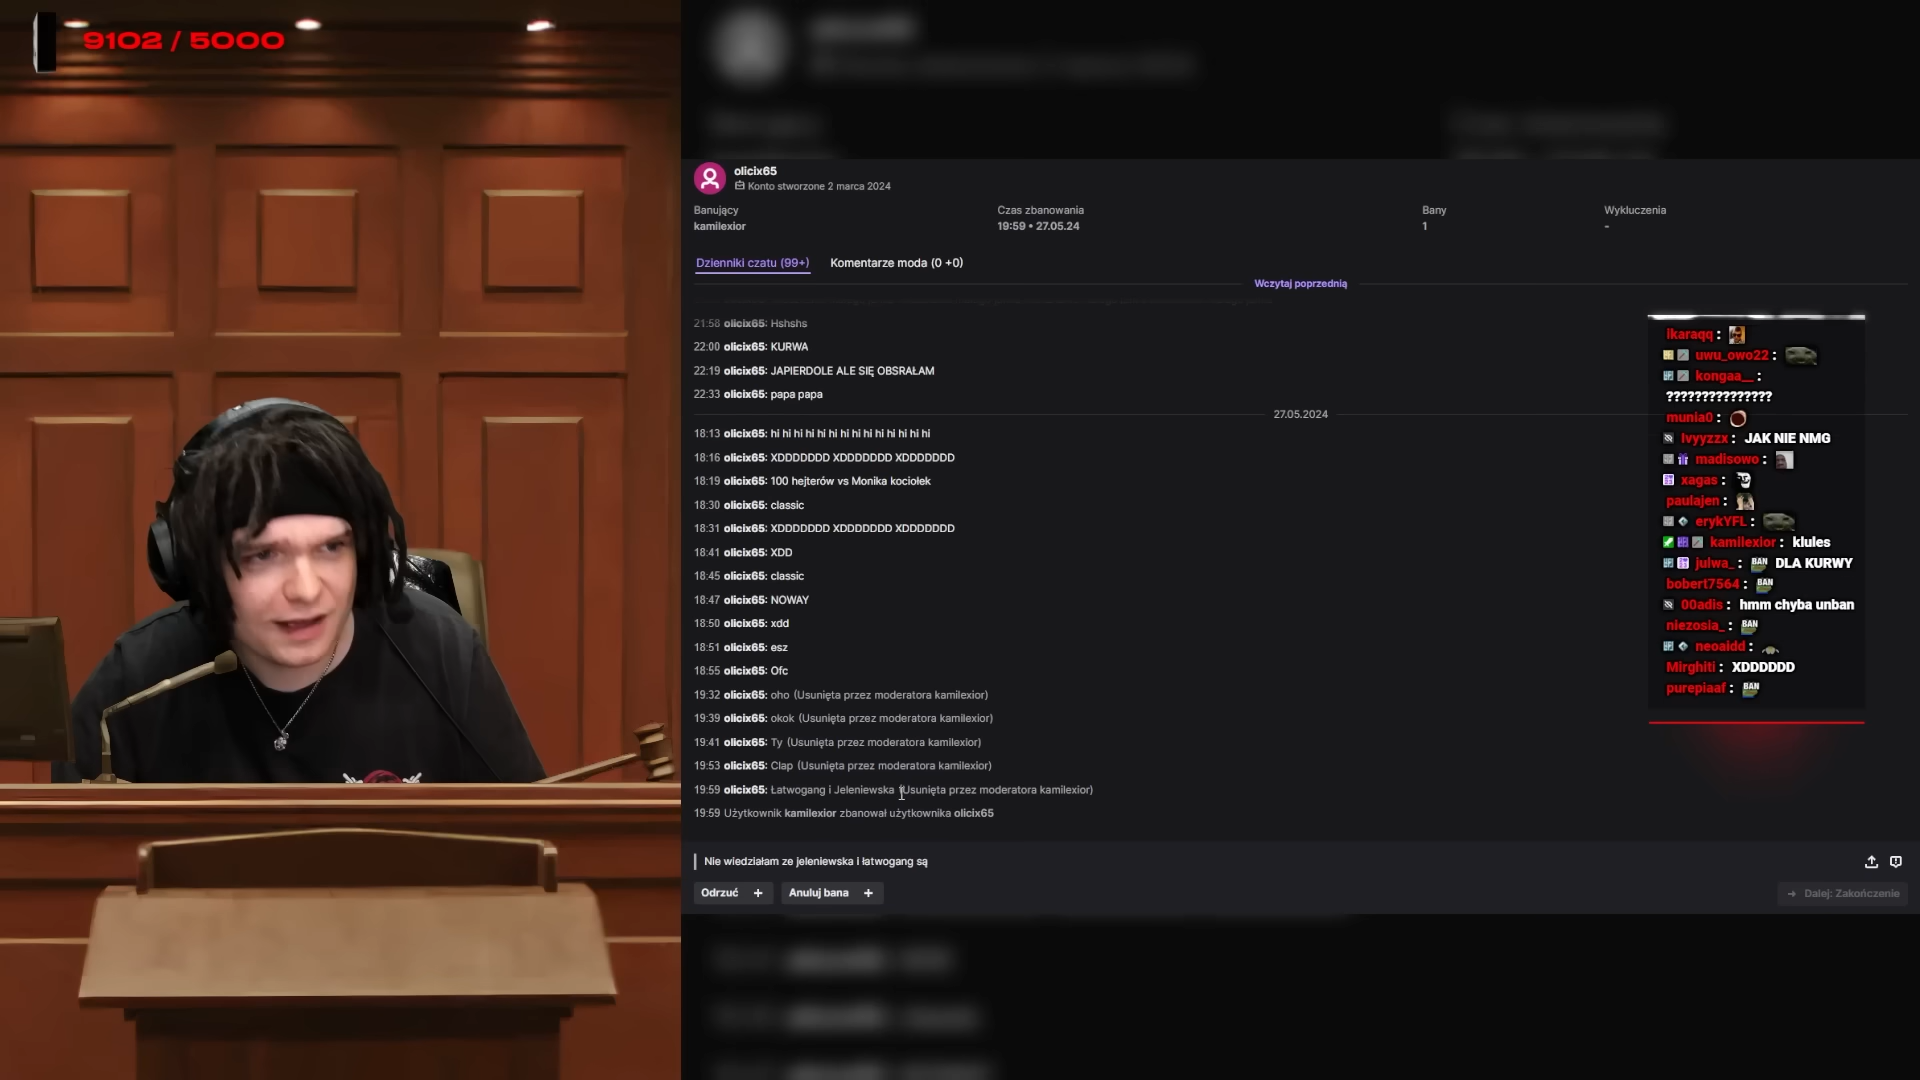 9102 / 5000
olicix65
Konto stworzone 2 marca 2024
Banujący
kamilexior
Czas zbanowania
19:59 • 27.05.24
Bany
1
Wykluczenia
-
Dzienniki czatu (99+)
Komentarze moda (0 +0)
Wczytaj poprzednią
21:58 olicix65: Hshshs
22:00 olicix65: KURWA
22:19 olicix65: JAPIERDOLE ALE SIĘ OBSRAŁAM
22:33 olicix65: papa papa
27.05.2024
18:13 olicix65: hi hi hi hi hi hi hi hi hi hi hi hi hi hi
18:16 olicix65: XDDDDDDD XDDDDDDD XDDDDDDD
18:19 olicix65: 100 hejterów vs Monika kociołek
18:30 olicix65: classic
18:31 olicix65: XDDDDDDD XDDDDDDD XDDDDDDD
18:41 olicix65: XDD
18:45 olicix65: classic
18:47 olicix65: NOWAY
18:50 olicix65: xdd
18:51 olicix65: esz
18:55 olicix65: Ofc
19:32 olicix65: oho (Usunięta przez moderatora kamilexior)
19:39 olicix65: okok (Usunięta przez moderatora kamilexior)
19:41 olicix65: Ty (Usunięta przez moderatora kamilexior)
19:53 olicix65: Clap (Usunięta przez moderatora kamilexior)
19:59 olicix65: Łatwogang i Jeleniewska (Usunięta przez moderatora kamilexior)
19:59 Użytkownik kamilexior zbanował użytkownika olicix65
Nie wiedziałam ze jeleniewska i łatwogang są
Odrzuć +
Anuluj bana +
Dalej: Zakończenie
lkaraqq :
uwu_owo22 :
kongaa__ :
???????????????
munia0 :
lvyyzzx : JAK NIE NMG
madisowo :
xagas :
paulajen :
erykYFL :
kamilexior : klules
julwa_ : BAN DLA KURWY
bobert7564 : BAN
00adis : hmm chyba unban
niezosia_ : BAN
neoaidd :
Mirghiti : XDDDDDD
purepiaaf : BAN